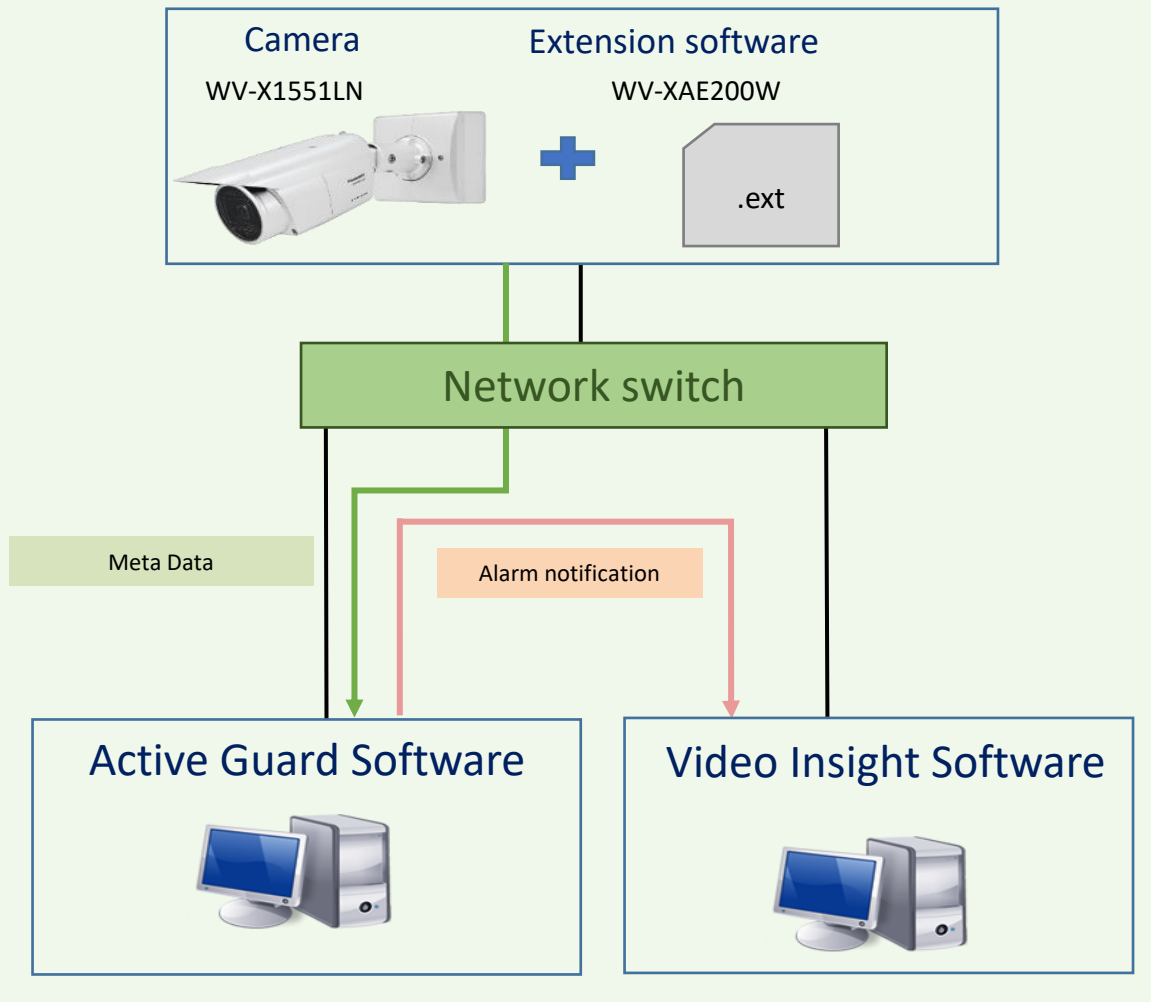 Camera
Extension software
WV-X1551LN
WV-XAE200W
.ext
Network switch
Meta Data
Alarm notification
Active Guard Software
Video Insight Software